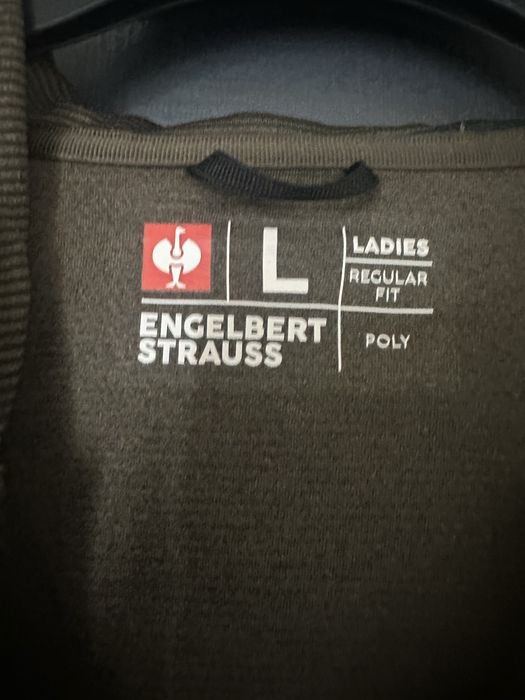 L
LADIES
REGULAR
FIT
ENGELBERT
STRAUSS
POLY